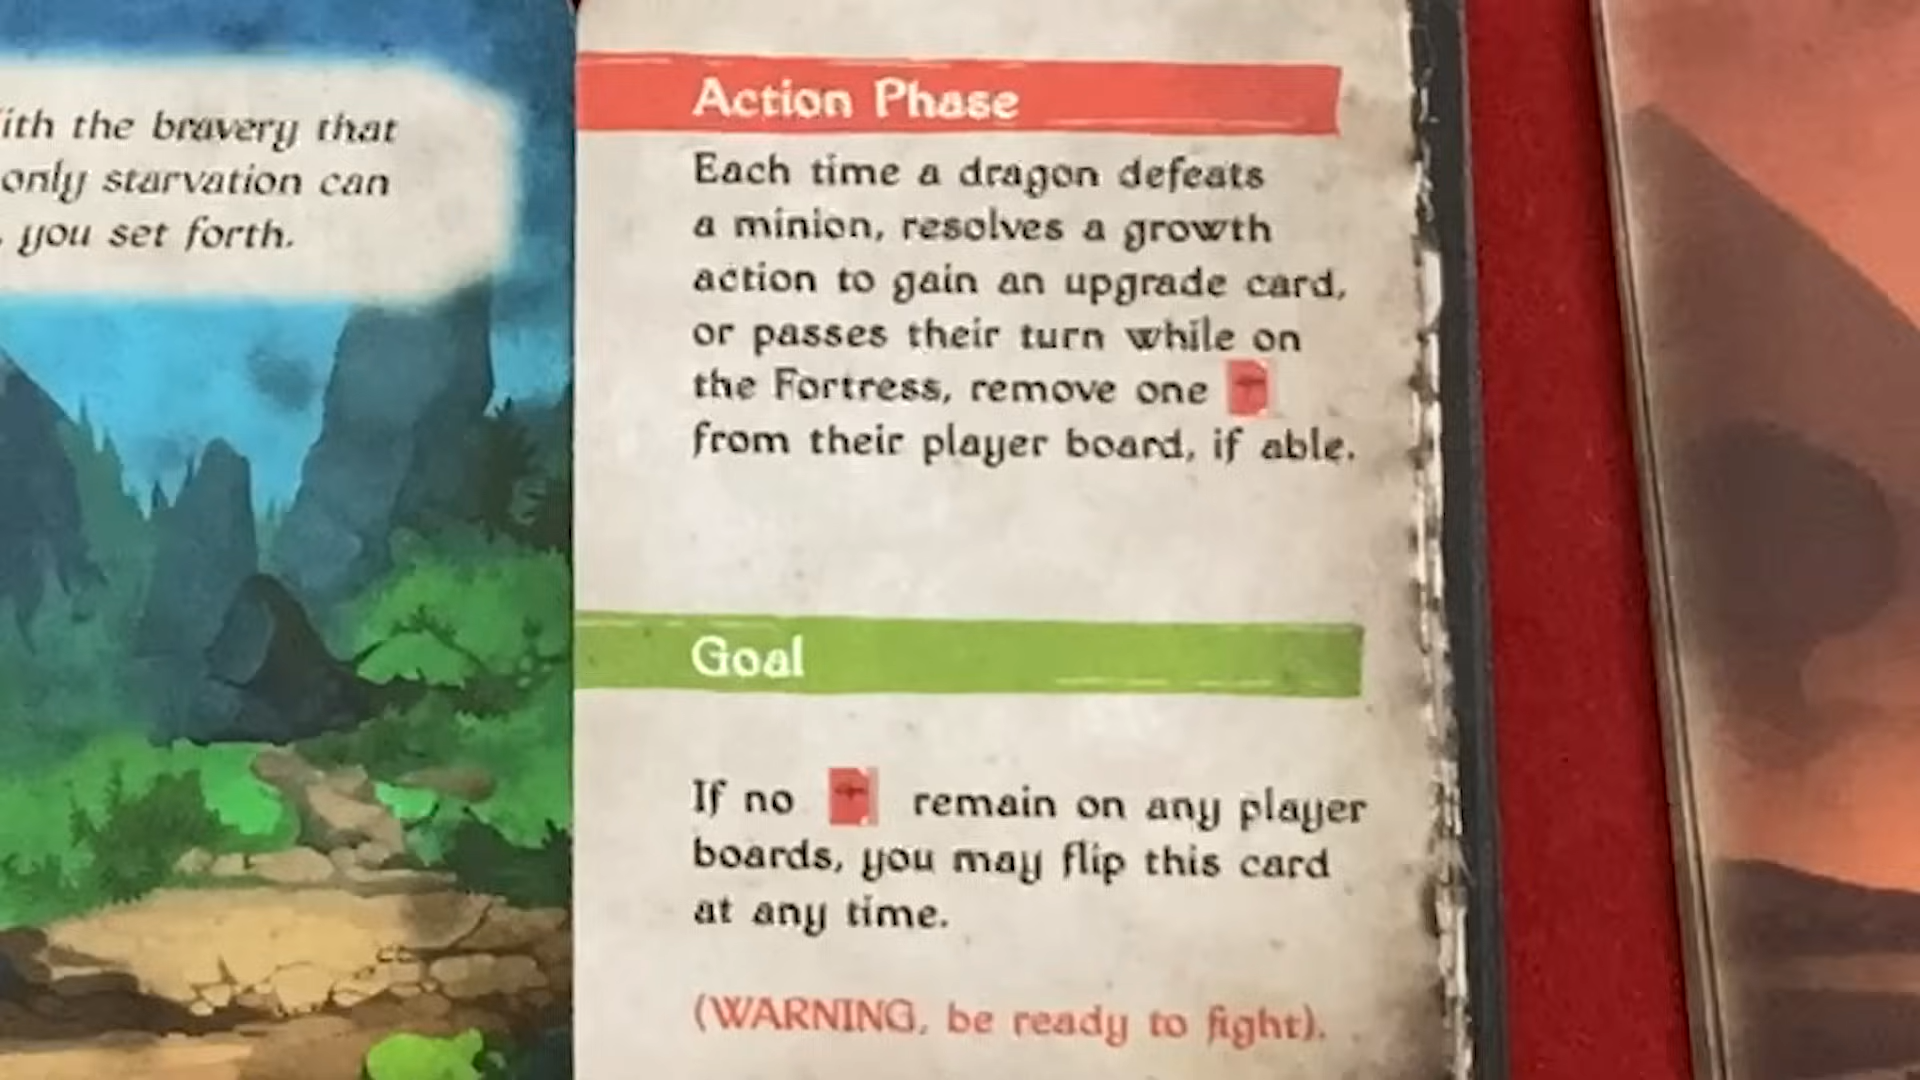 ith the bravery that
only starvation can
, you set forth.
Action Phase
Each time a dragon defeats
a minion, resolves a growth
action to gain an upgrade card,
or passes their turn while on
the Fortress, remove one
from their player board, if able.
Goal
If no remain on any player
boards, you may flip this card
at any time.
(WARNING, be ready to fight).